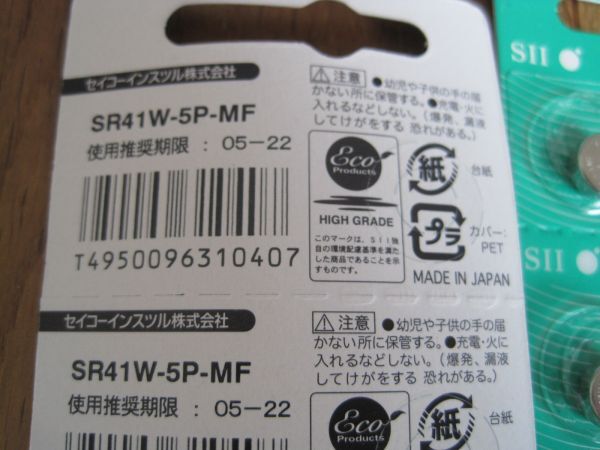 セイコーインスツル株式会社
SR41W-5P-MF
使用推奨期限 : 05-22
T4950096310407
⚠注意 ●幼児や子供の手の届
かない所に保管する。●充電・火に
入れるなどしない。(爆発、漏液
してけがをする 恐れがある。)
Eco
Products
HIGH GRADE
このマークは、SII独
自の環境配慮基準を満た
した商品であることを示
すものです。
紙
台紙
プラ
カバー:
PET
MADE IN JAPAN
セイコーインスツル株式会社
SR41W-5P-MF
使用推奨期限 : 05-22
⚠注意 ●幼児や子供の手の届
かない所に保管する。●充電・火に
入れるなどしない。(爆発、漏液
してけがをする 恐れがある。)
Eco
Products
紙
台紙
SII
SII